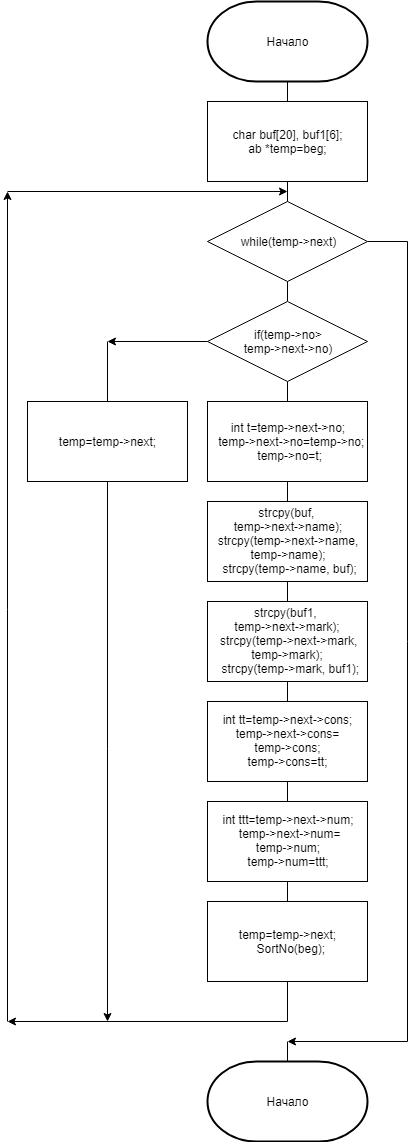 Начало
char buf[20], buf1[6];
ab *temp=beg;
while(temp->next)
if(temp->no>
temp->next->no)
temp=temp->next;
int t=temp->next->no;
temp->next->no=temp->no;
temp->no=t;
strcpy(buf,
temp->next->name);
strcpy(temp->next->name,
temp->name);
strcpy(temp->name, buf);
strcpy(buf1,
temp->next->mark);
strcpy(temp->next->mark,
temp->mark);
strcpy(temp->mark, buf1);
int tt=temp->next->cons;
temp->next->cons=
temp->cons;
temp->cons=tt;
int ttt=temp->next->num;
temp->next->num=
temp->num;
temp->num=ttt;
temp=temp->next;
SortNo(beg);
Начало